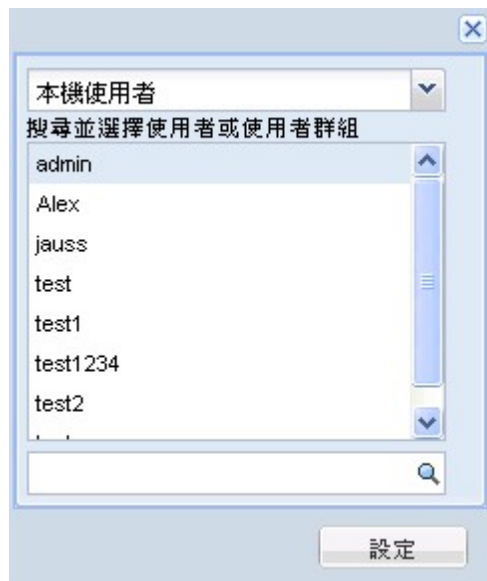 本機使用者
搜尋並選擇使用者或使用者群組
admin
Alex
jauss
test
test1
test1234
test2
設定